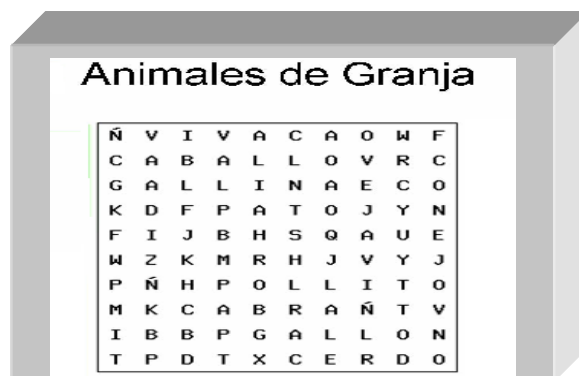 Animales de Granja
Ñ V I V A C A O W F
C A B A L L O V R C
G A L L I N A E C O
K D F P A T O J Y N
F I J B H S Q A U E
W Z K M R H J V Y J
P Ñ H P O L L I T O
M K C A B R A Ñ T V
I B B P G A L L O N
T P D T X C E R D O